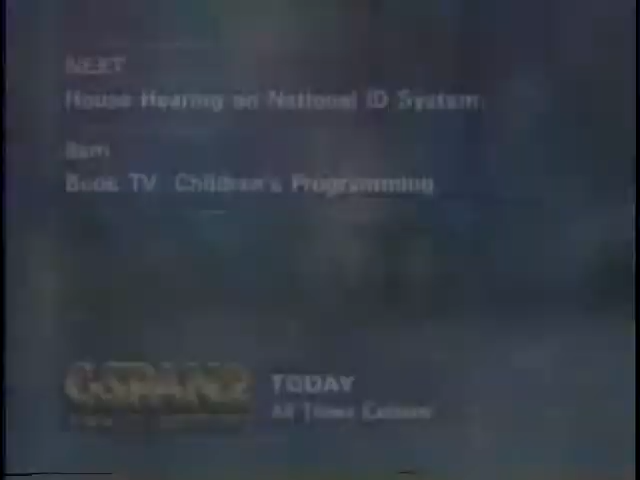 NEXT
House Hearing on National ID System
8am
Book TV Children's Programming
C-SPAN2
TODAY
All Times Eastern